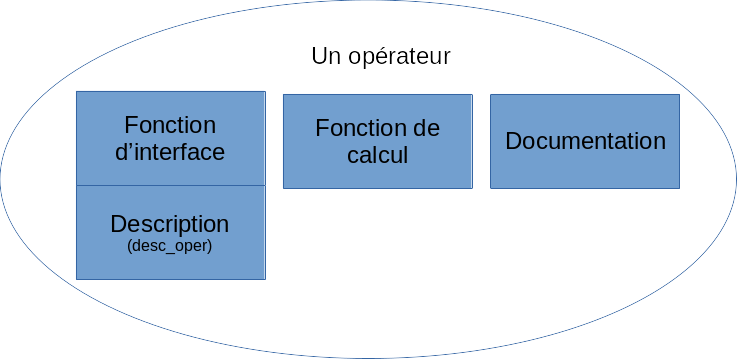 Un opérateur
Fonction
d’interface
Fonction de
calcul
Documentation
Description
(desc_oper)